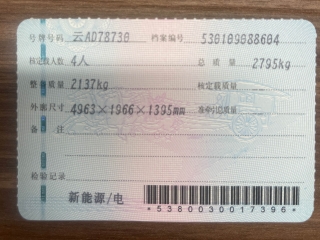 号牌号码 云AD78730 档案编号 530109088604
核定载人数 4人 总质量 2795kg
整备质量 2137kg 核定载质量
外廓尺寸 4963×1966×1395mm 准牵引总质量
备注
检验记录
新能源/电
*5360030017396*